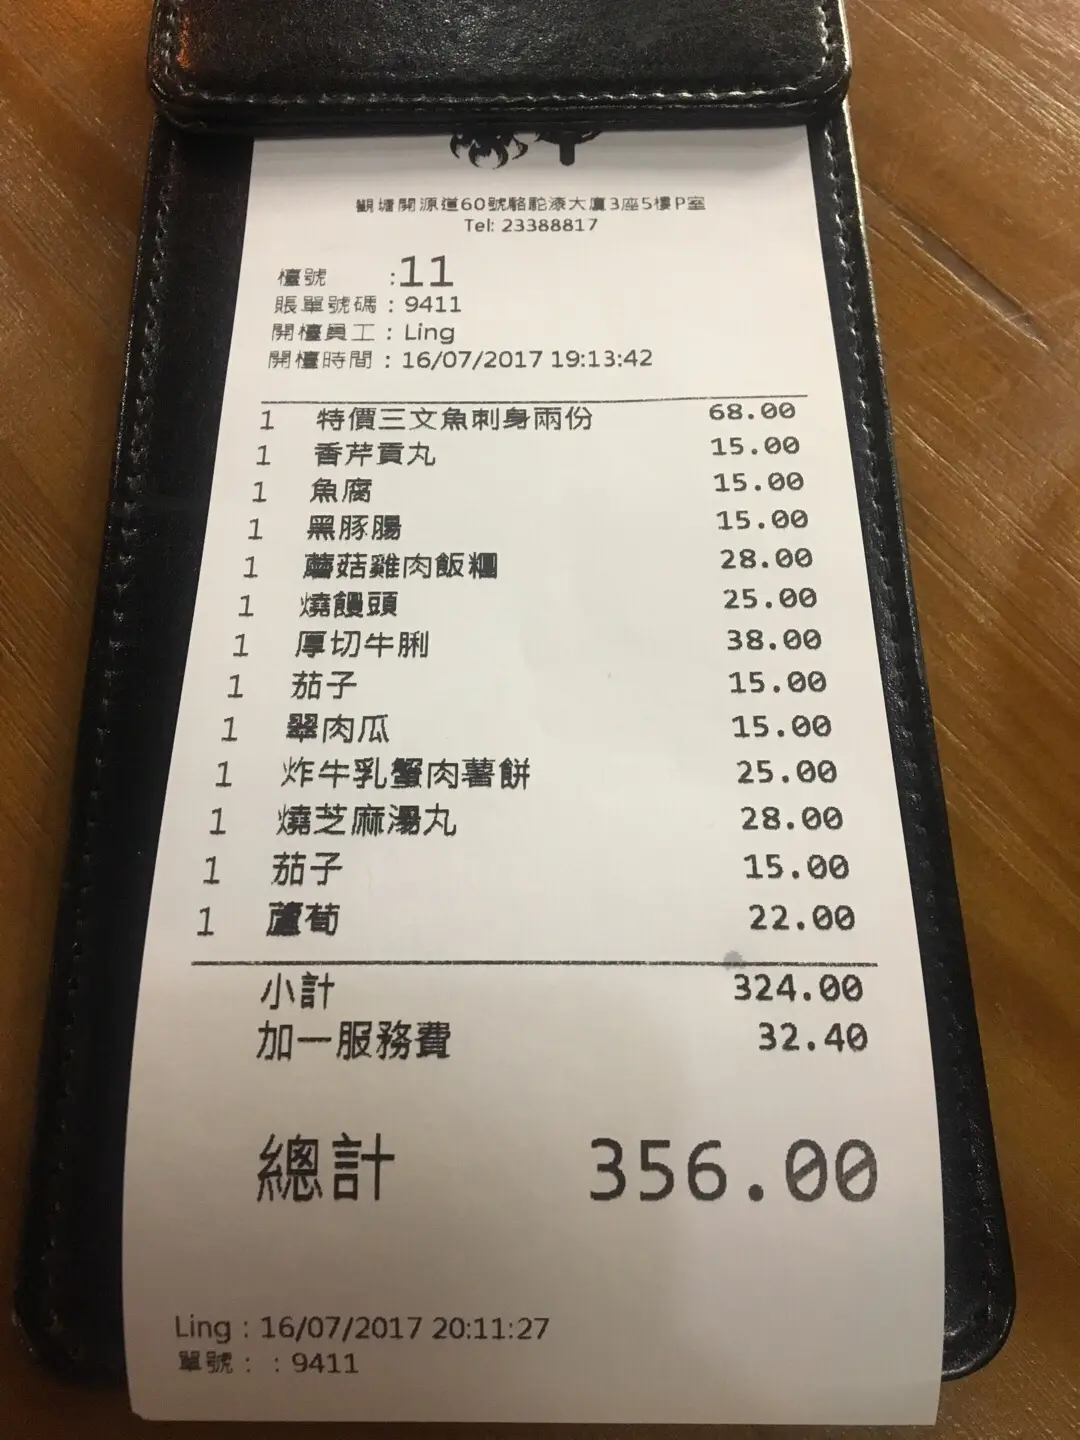 觀塘開源道60號駱駝漆大廈3座5樓P室
Tel: 23388817
檯號 :11
賬單號碼 : 9411
開檯員工 : Ling
開檯時間 : 16/07/2017 19:13:42
1 特價三文魚刺身兩份 68.00
1 香芹貢丸 15.00
1 魚腐 15.00
1 黑豚腸 15.00
1 蘑菇雞肉飯糰 28.00
1 燒饅頭 25.00
1 厚切牛脷 38.00
1 茄子 15.00
1 翠肉瓜 15.00
1 炸牛乳蟹肉薯餅 25.00
1 燒芝麻湯丸 28.00
1 茄子 15.00
1 蘆荀 22.00
小計 324.00
加一服務費 32.40
總計 356.00
Ling : 16/07/2017 20:11:27
單號 : : 9411